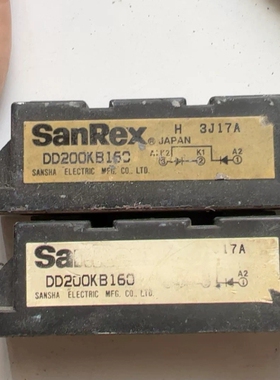 SanRex ® H 3J17A
JAPAN
DD200KB160
A1K2 K1 A2
3 2 1
SANSHA ELECTRIC MFG. CO., LTD.
17A
DD200KB160
A2
1
SANSHA ELECTRIC MFG. CO., LTD.